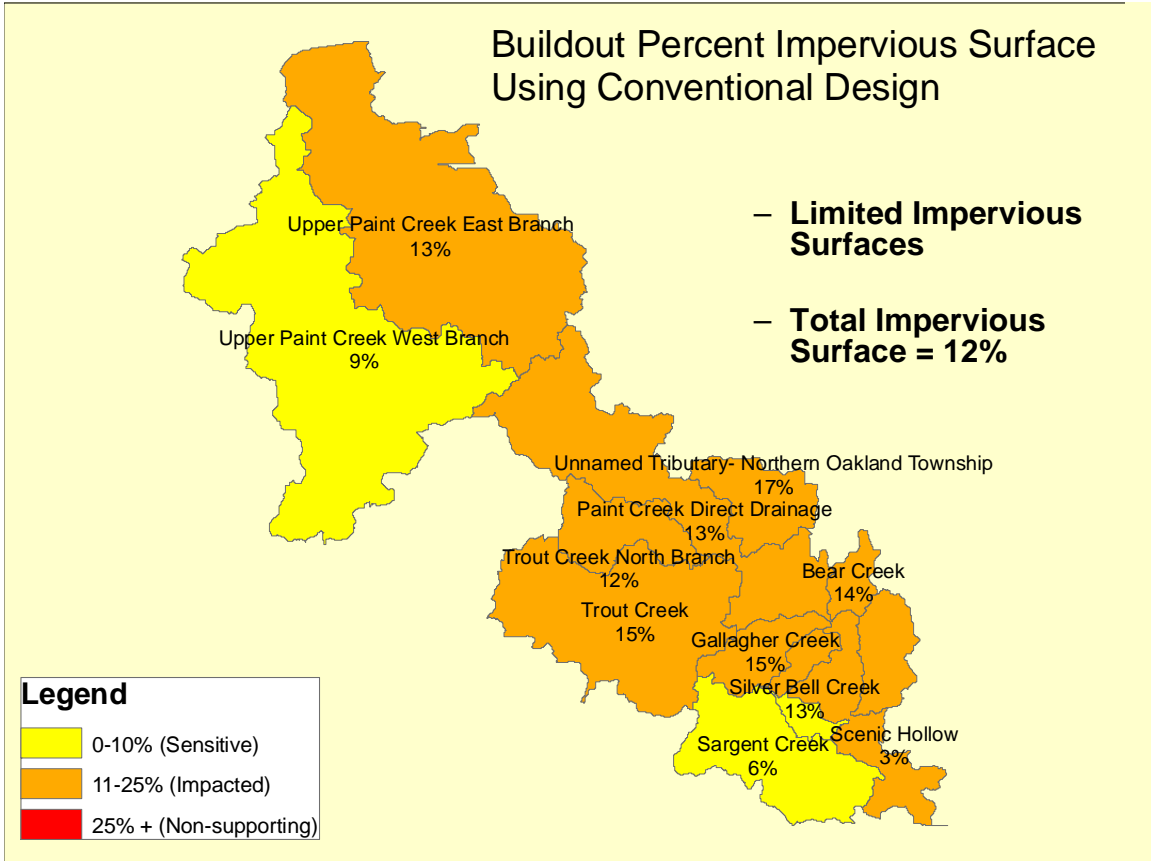 Buildout Percent Impervious Surface
Using Conventional Design
– Limited Impervious
Surfaces
– Total Impervious
Surface = 12%
Upper Paint Creek East Branch
13%
Upper Paint Creek West Branch
9%
Unnamed Tributary- Northern Oakland Township
17%
Paint Creek Direct Drainage
13%
Trout Creek North Branch
12%
Bear Creek
14%
Trout Creek
15%
Gallagher Creek
15%
Silver Bell Creek
13%
Scenic Hollow
3%
Sargent Creek
6%
Legend
0-10% (Sensitive)
11-25% (Impacted)
25% + (Non-supporting)